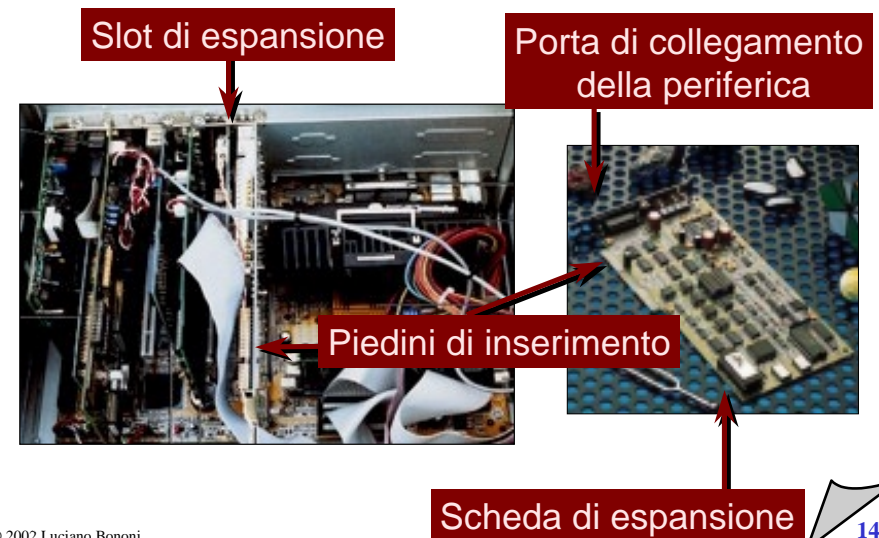 Slot di espansione
Porta di collegamento
della periferica
Piedini di inserimento
Scheda di espansione
2002 Luciano Bononi
14